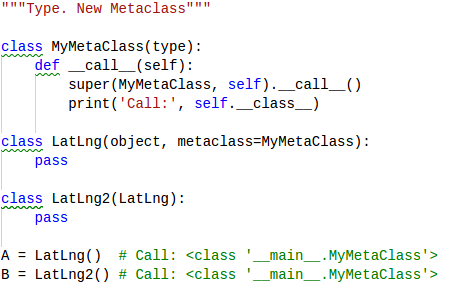 """Type. New Metaclass"""
class MyMetaClass(type):
def __call__(self):
super(MyMetaClass, self).__call__()
print('Call:', self.__class__)
class LatLng(object, metaclass=MyMetaClass):
pass
class LatLng2(LatLng):
pass
A = LatLng()  # Call: <class '__main__.MyMetaClass'>
B = LatLng2() # Call: <class '__main__.MyMetaClass'>